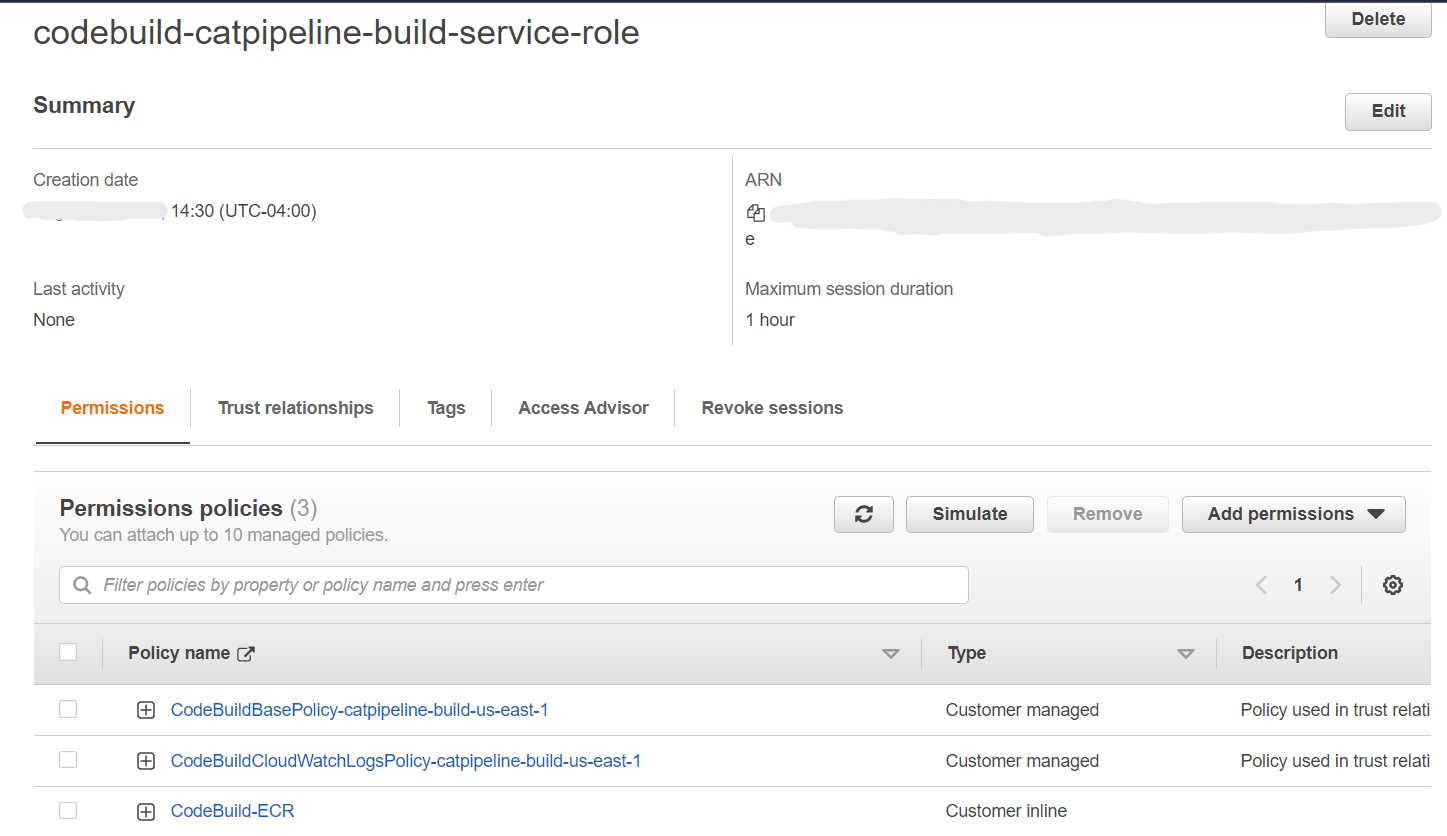 codebuild-catpipeline-build-service-role
Delete
Summary
Edit
Creation date
ARN
14:30 (UTC-04:00)
e
Last activity
Maximum session duration
None
1 hour
Permissions
Trust relationships
Tags
Access Advisor
Revoke sessions
Permissions policies (3)
You can attach up to 10 managed policies.
Simulate
Remove
Add permissions
Filter policies by property or policy name and press enter
1
Policy name
Type
Description
CodeBuildBasePolicy-catpipeline-build-us-east-1
Customer managed
Policy used in trust relati
CodeBuildCloudWatchLogsPolicy-catpipeline-build-us-east-1
Customer managed
Policy used in trust relati
CodeBuild-ECR
Customer inline